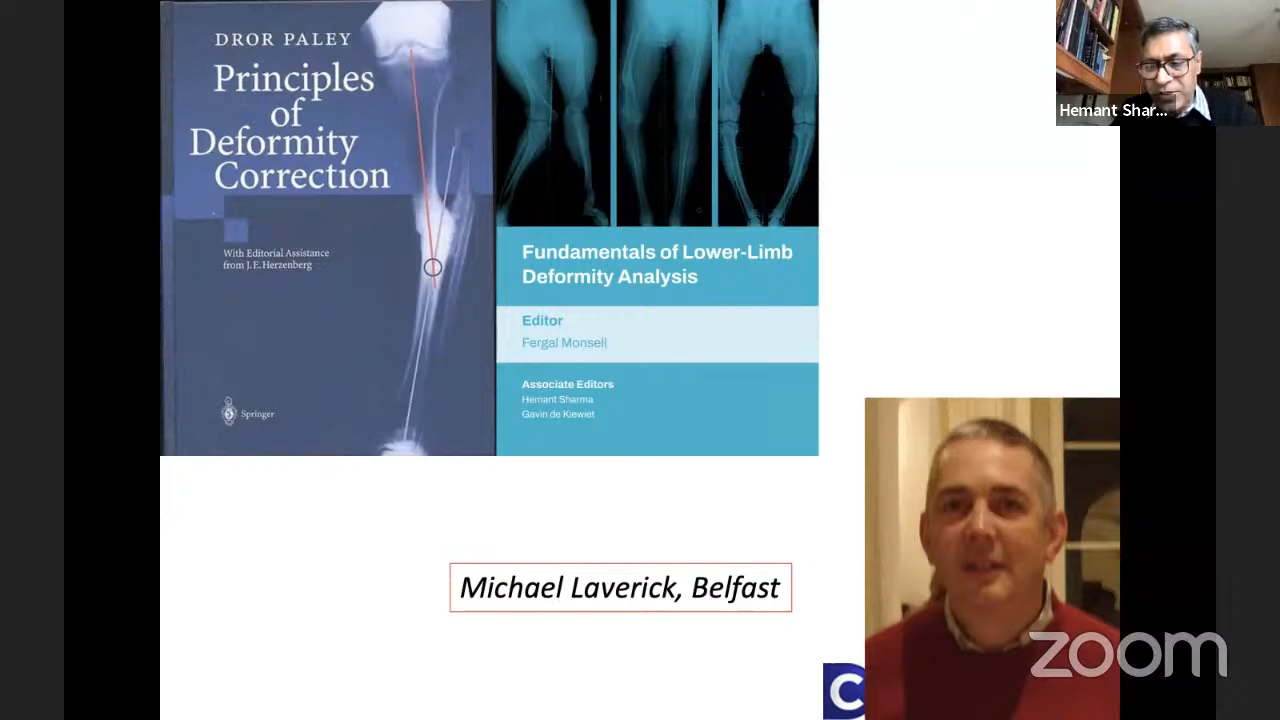 DROR PALEY
Principles
of
Deformity
Correction
With Editorial Assistance
from J. E. Herzenberg
Springer
Fundamentals of Lower-Limb
Deformity Analysis
Editor
Fergal Monsell
Associate Editors
Hemant Sharma
Gavin de Kiewiet
Hemant Shar...
Michael Laverick, Belfast
C
zoom